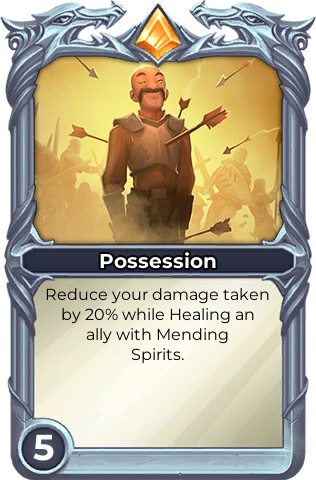 Possession
Reduce your damage taken
by 20% while Healing an
ally with Mending
Spirits.
5